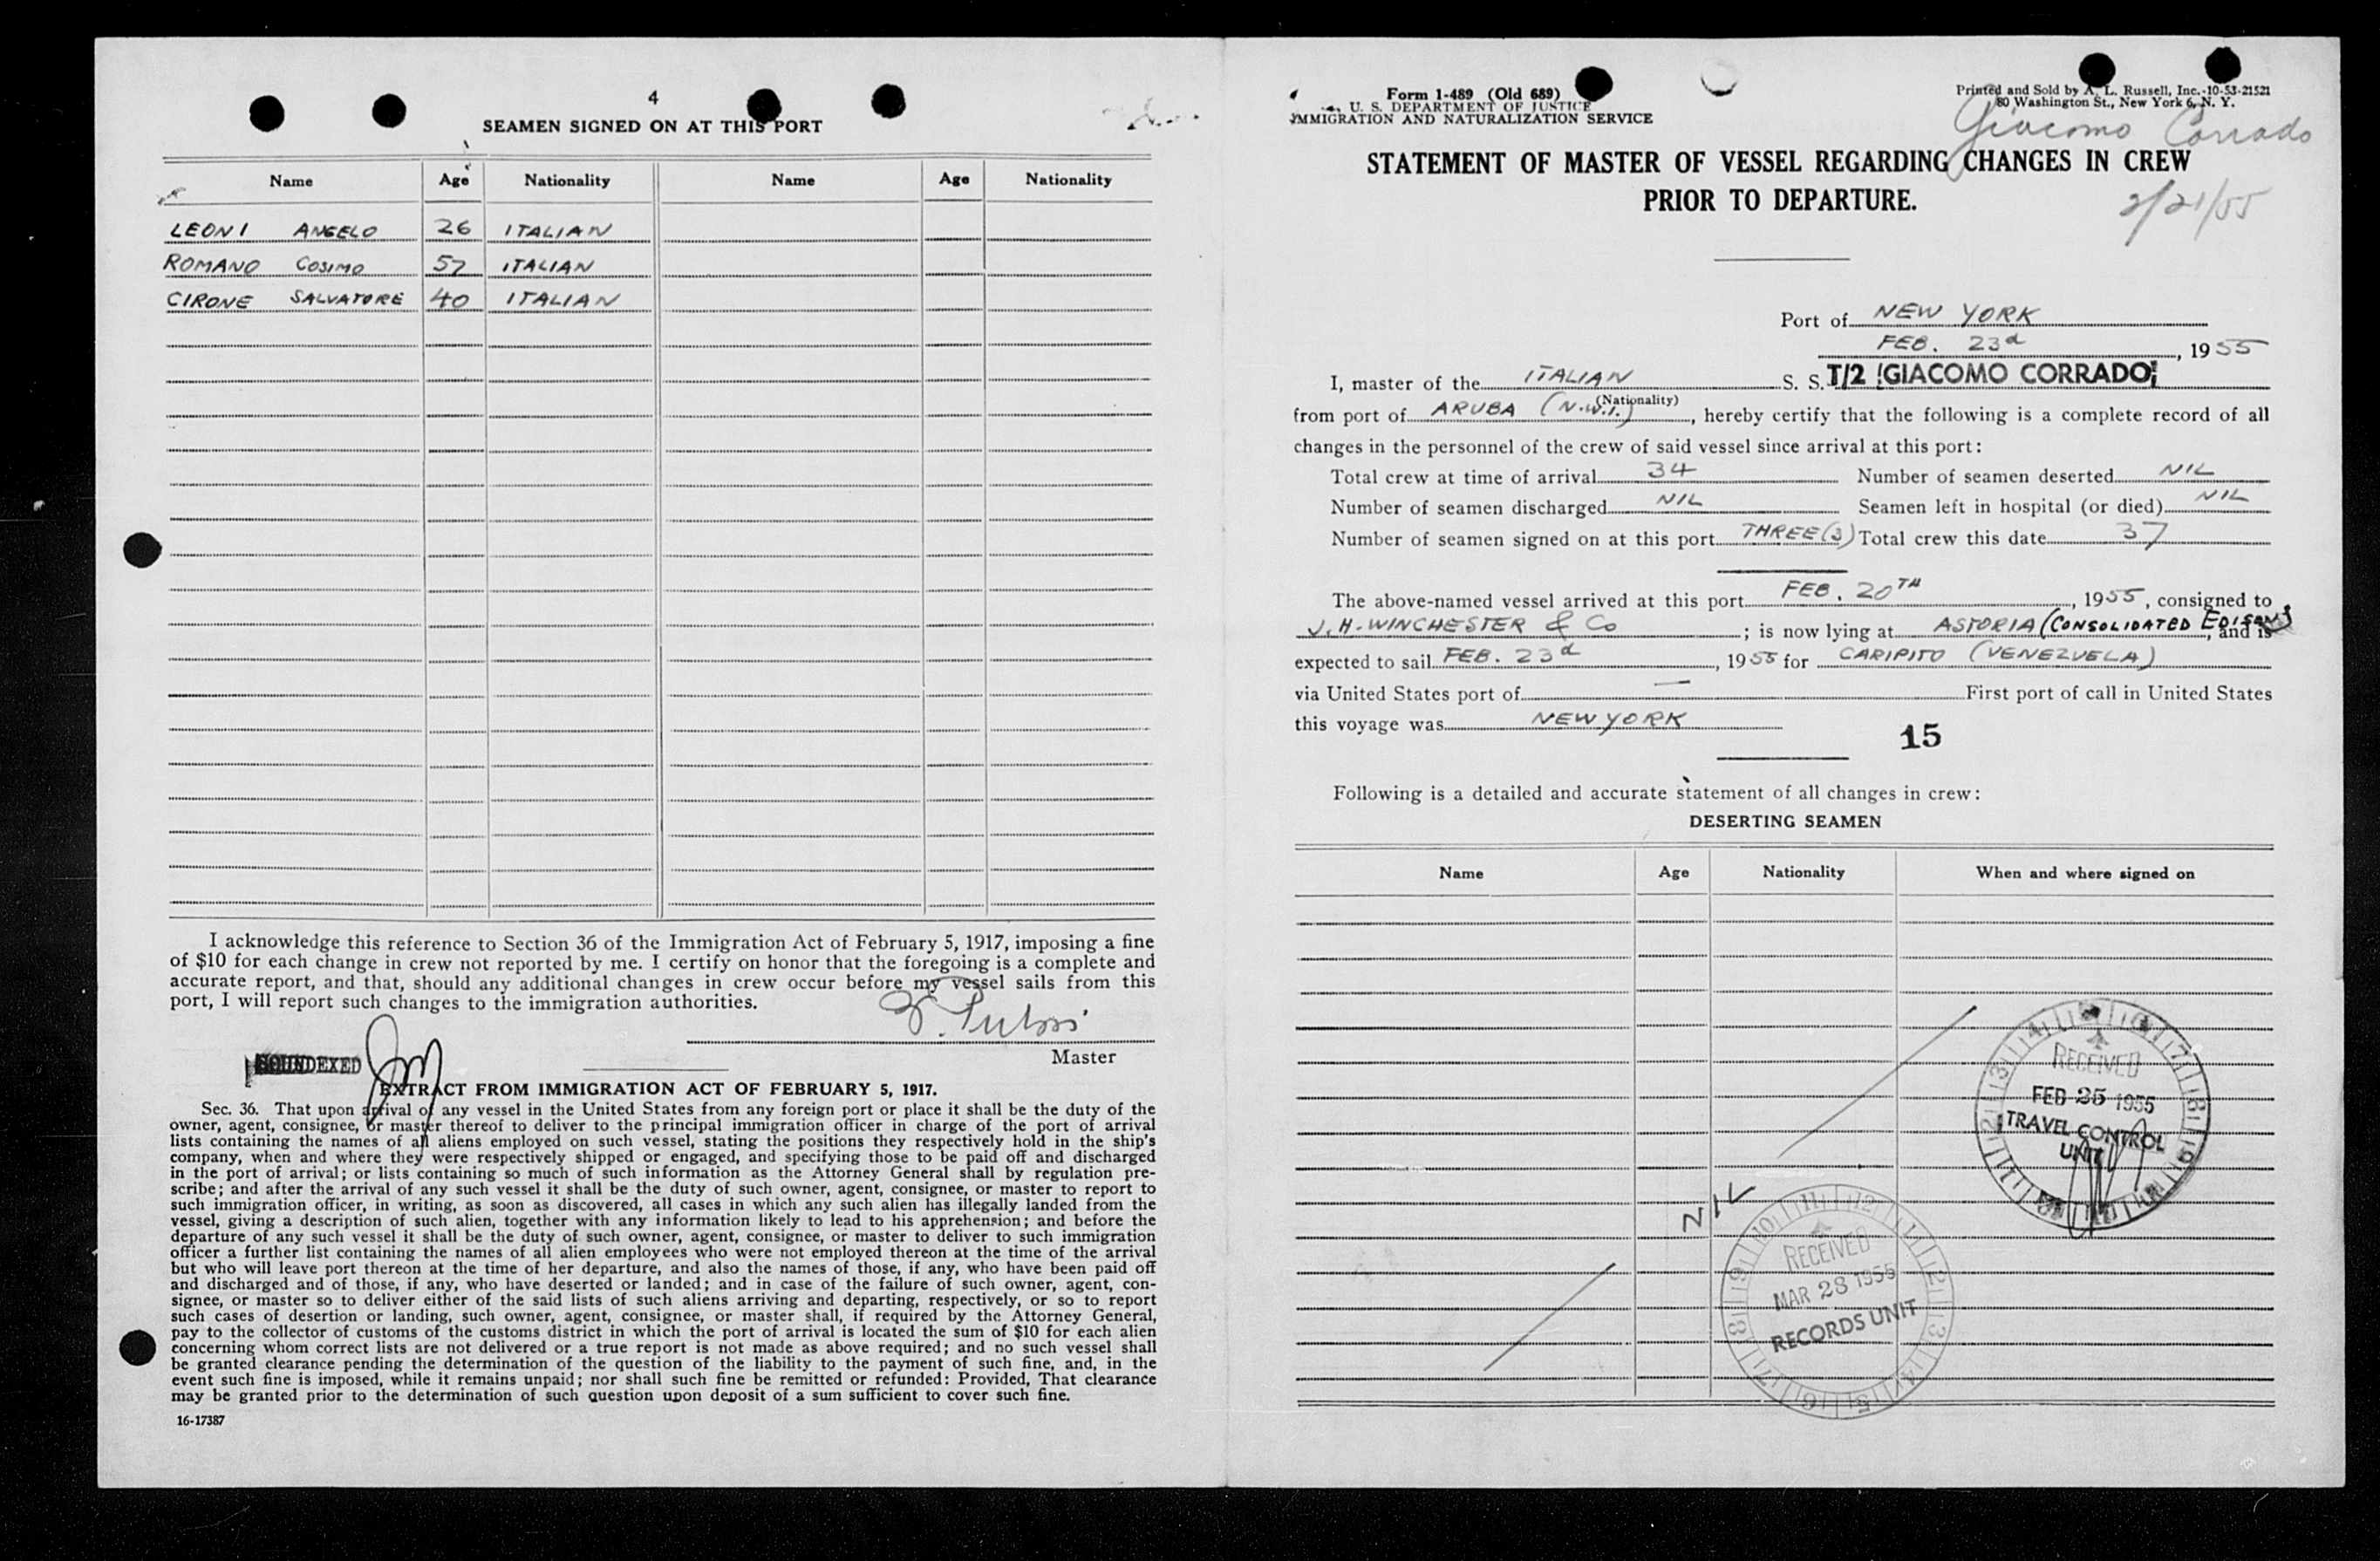 4
SEAMEN SIGNED ON AT THIS PORT
Name Age Nationality Name Age Nationality
LEONI ANGELO 26 ITALIAN
ROMANO COSIMO 57 ITALIAN
CIRONE SALVATORE 40 ITALIAN
I acknowledge this reference to Section 36 of the Immigration Act of February 5, 1917, imposing a fine
of $10 for each change in crew not reported by me. I certify on honor that the foregoing is a complete and
accurate report, and that, should any additional changes in crew occur before my vessel sails from this
port, I will report such changes to the immigration authorities.
Master
EXTRACT FROM IMMIGRATION ACT OF FEBRUARY 5, 1917.
Sec. 36. That upon arrival of any vessel in the United States from any foreign port or place it shall be the duty of the
owner, agent, consignee, or master thereof to deliver to the principal immigration officer in charge of the port of arrival
lists containing the names of all aliens employed on such vessel, stating the positions they respectively hold in the ship's
company, when and where they were respectively shipped or engaged, and specifying those to be paid off and discharged
in the port of arrival; or lists containing so much of such information as the Attorney General shall by regulation pre-
scribe; and after the arrival of any such vessel it shall be the duty of such owner, agent, consignee, or master to report to
such immigration officer, in writing, as soon as discovered, all cases in which any such alien has illegally landed from the
vessel, giving a description of such alien, together with any information likely to lead to his apprehension; and before the
departure of any such vessel it shall be the duty of such owner, agent, consignee, or master to deliver to such immigration
officer a further list containing the names of all alien employees who were not employed thereon at the time of the arrival
but who will leave port thereon at the time of her departure, and also the names of those, if any, who have been paid off
and discharged and of those, if any, who have deserted or landed; and in case of the failure of such owner, agent, con-
signee, or master so to deliver either of the said lists of such aliens arriving and departing, respectively, or so to report
such cases of desertion or landing, such owner, agent, consignee, or master shall, if required by the Attorney General,
pay to the collector of customs of the customs district in which the port of arrival is located the sum of $10 for each alien
concerning whom correct lists are not delivered or a true report is not made as above required; and no such vessel shall
be granted clearance pending the determination of the question of the liability to the payment of such fine, and, in the
event such fine is imposed, while it remains unpaid; nor shall such fine be remitted or refunded: Provided, That clearance
may be granted prior to the determination of such question upon deposit of a sum sufficient to cover such fine.
16-17387
Form 1-489 (Old 689)
U. S. DEPARTMENT OF JUSTICE
IMMIGRATION AND NATURALIZATION SERVICE
Printed and Sold by A. L. Russell, Inc.-10-53-21521
80 Washington St., New York 6, N. Y.
Giacomo Corrado
STATEMENT OF MASTER OF VESSEL REGARDING CHANGES IN CREW
PRIOR TO DEPARTURE.
2/21/55
Port of NEW YORK
FEB. 23d, 1955
I, master of the ITALIAN S. S. T/2 "GIACOMO CORRADO"
(Nationality)
from port of ARUBA (N.W.I.), hereby certify that the following is a complete record of all
changes in the personnel of the crew of said vessel since arrival at this port:
Total crew at time of arrival 34 Number of seamen deserted NIL
Number of seamen discharged NIL Seamen left in hospital (or died) NIL
Number of seamen signed on at this port THREE (3) Total crew this date 37
The above-named vessel arrived at this port FEB. 20TH, 1955, consigned to
J.H. WINCHESTER & Co; is now lying at ASTORIA (CONSOLIDATED EDISON), and is
expected to sail FEB. 23d, 1955 for CARIPITO (VENEZUELA)
via United States port of — First port of call in United States
this voyage was NEW YORK
15
Following is a detailed and accurate statement of all changes in crew:
DESERTING SEAMEN
Name Age Nationality When and where signed on
NIL
RECEIVED
FEB 25 1955
TRAVEL CONTROL
UNIT
RECEIVED
MAR 28 1955
RECORDS UNIT